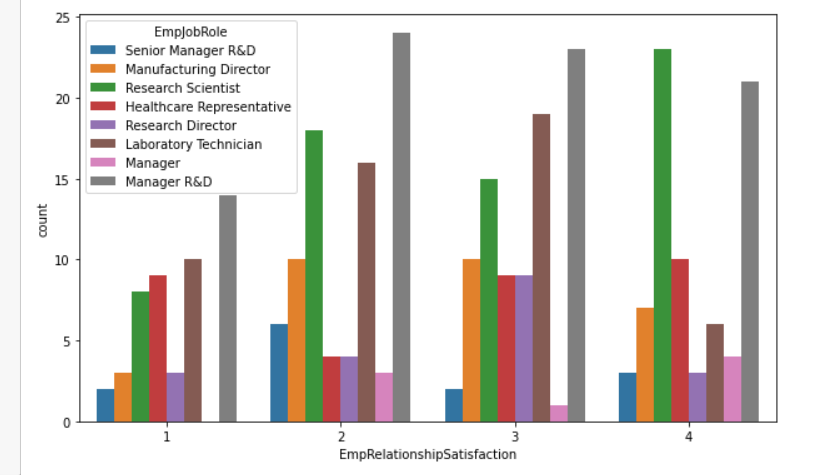 25
20
15
10
5
0
count
EmpJobRole
Senior Manager R&D
Manufacturing Director
Research Scientist
Healthcare Representative
Research Director
Laboratory Technician
Manager
Manager R&D
1 2 3 4
EmpRelationshipSatisfaction